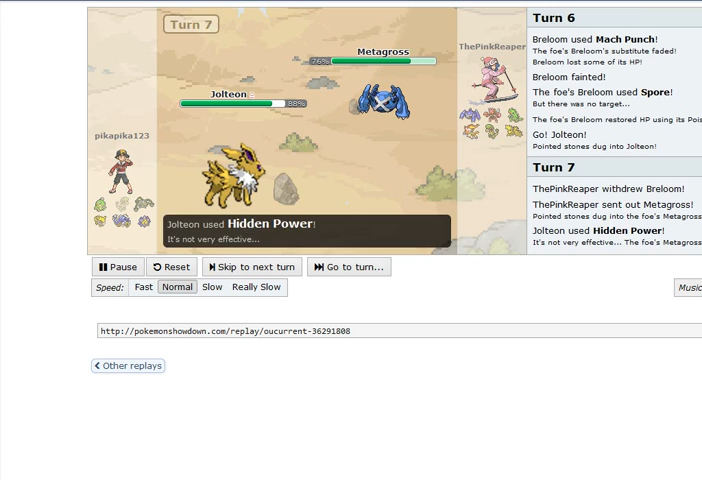 Turn 7
Metagross
76%
ThePinkReaper
Jolteon
88%
pikapika123
Jolteon used Hidden Power!
It's not very effective...
Turn 6
Breloom used Mach Punch!
The foe's Breloom's substitute faded!
Breloom lost some of its HP!
Breloom fainted!
The foe's Breloom used Spore!
But there was no target...
The foe's Breloom restored HP using its Pois
Go! Jolteon!
Pointed stones dug into Jolteon!
Turn 7
ThePinkReaper withdrew Breloom!
ThePinkReaper sent out Metagross!
Pointed stones dug into the foe's Metagross
Jolteon used Hidden Power!
It's not very effective... The foe's Metagross
Pause
Reset
Skip to next turn
Go to turn...
Speed: Fast Normal Slow Really Slow
Music
http://pokemonshowdown.com/replay/oucurrent-36291808
Other replays